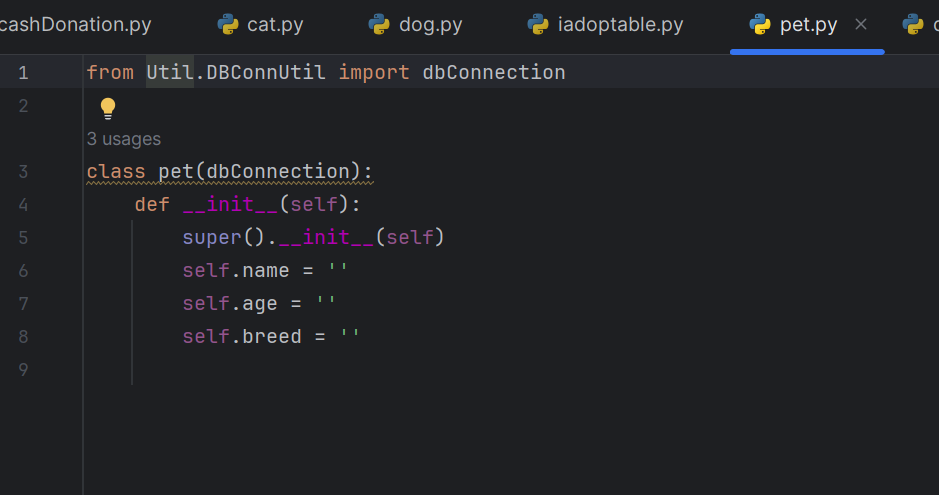 cashDonation.py cat.py dog.py iadoptable.py pet.py
1 from Util.DBConnUtil import dbConnection
2
3 usages
3 class pet(dbConnection):
4 def __init__(self):
5 super().__init__(self)
6 self.name = ''
7 self.age = ''
8 self.breed = ''
9